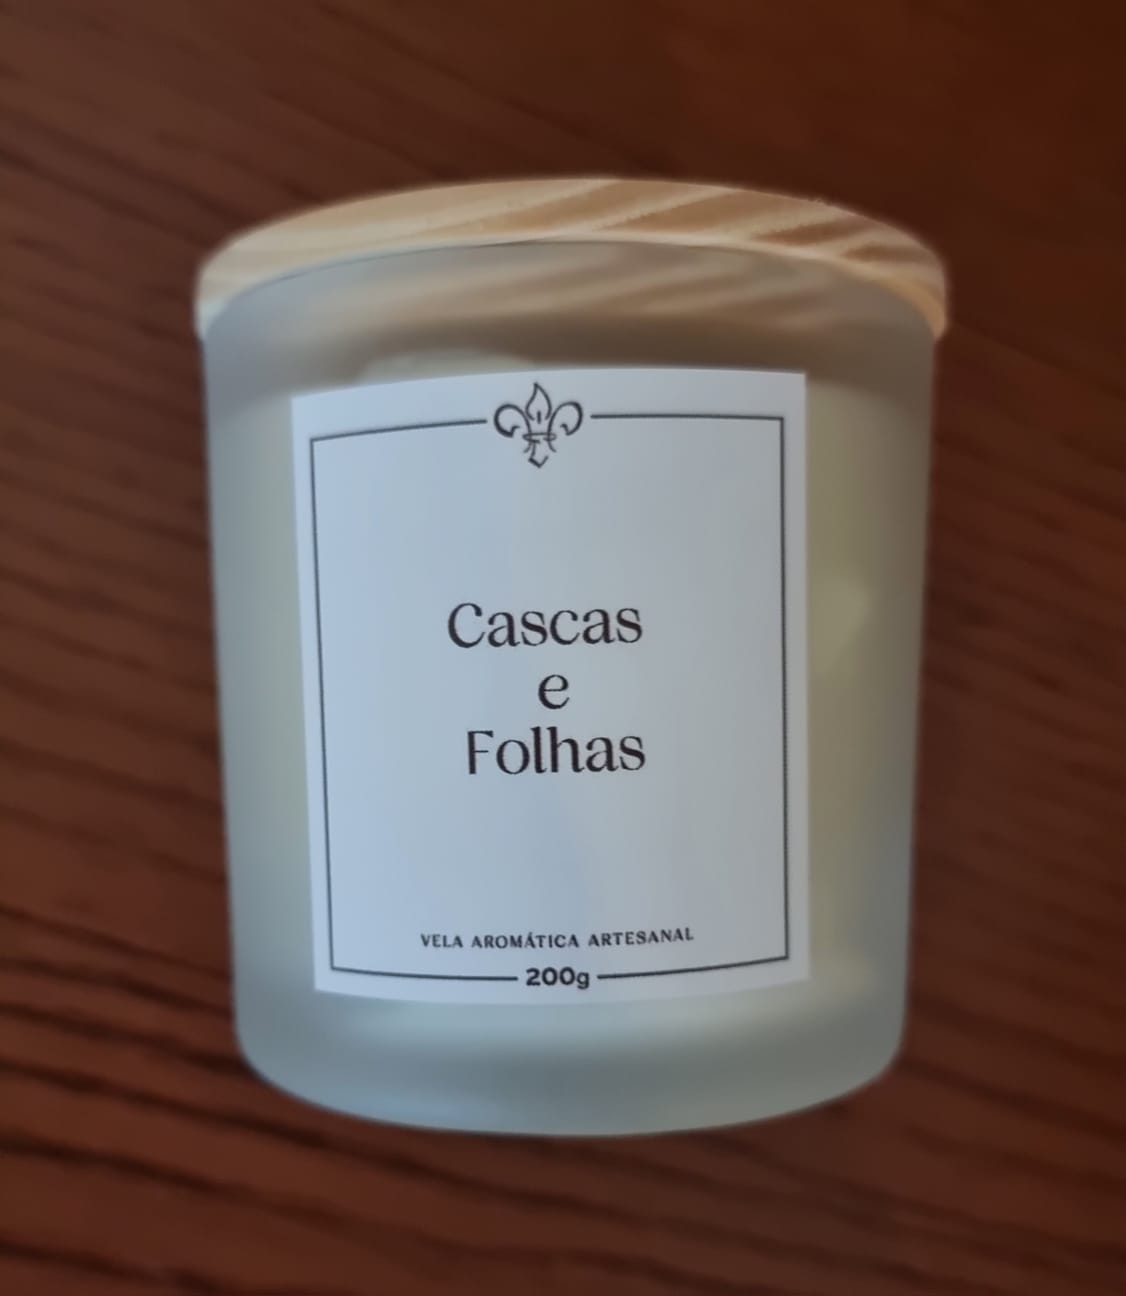 Cascas
e
Folhas
VELA AROMÁTICA ARTESANAL
200g